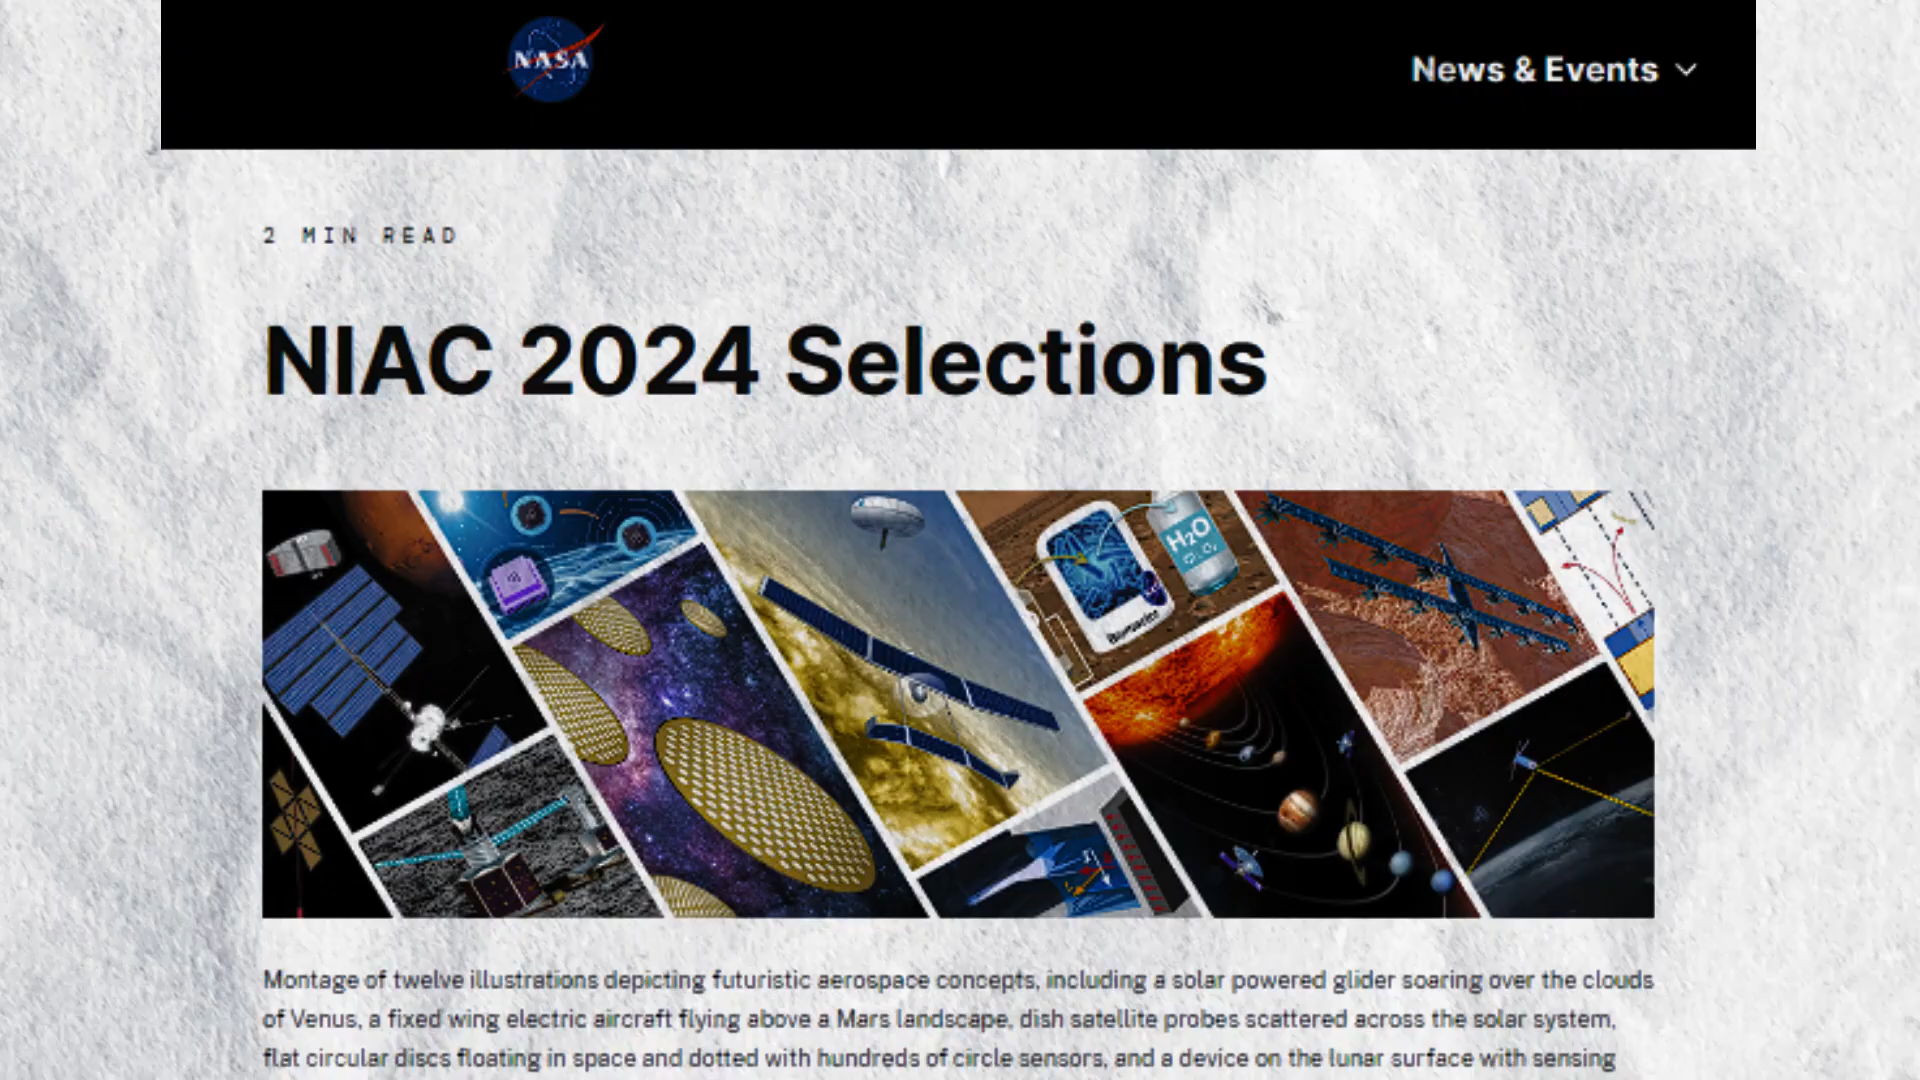 NASA
News & Events
2 MIN READ
NIAC 2024 Selections
H2O
Montage of twelve illustrations depicting futuristic aerospace concepts, including a solar powered glider soaring over the clouds
of Venus, a fixed wing electric aircraft flying above a Mars landscape, dish satellite probes scattered across the solar system,
flat circular discs floating in space and dotted with hundreds of circle sensors, and a device on the lunar surface with sensing